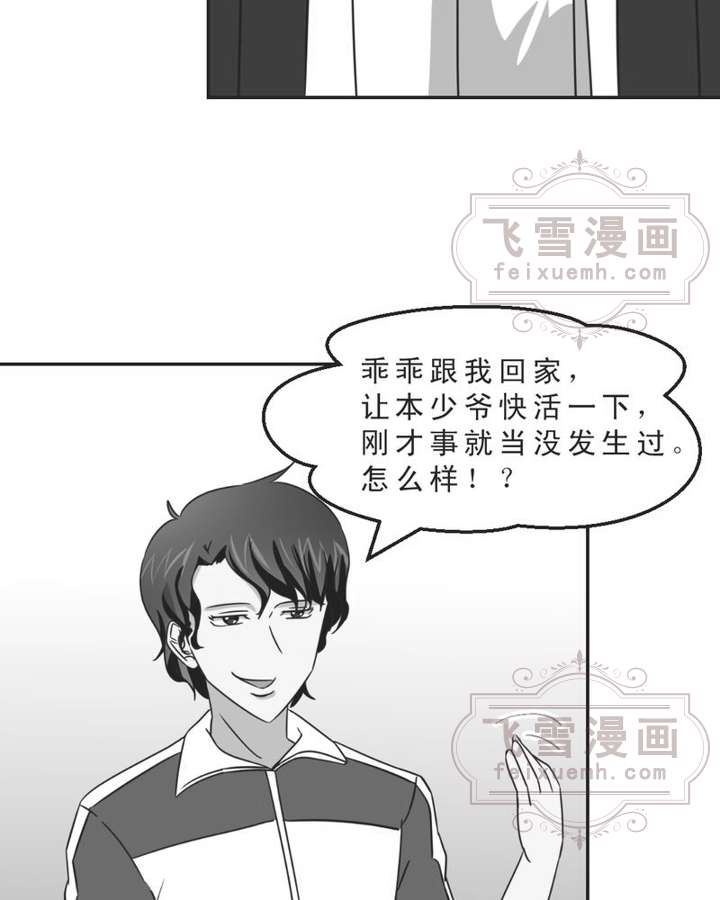 飞雪漫画
feixuemh.com
乖乖跟我回家，
让本少爷快活一下，
刚才事就当没发生过。
怎么样！？
飞雪漫画
feixuemh.com